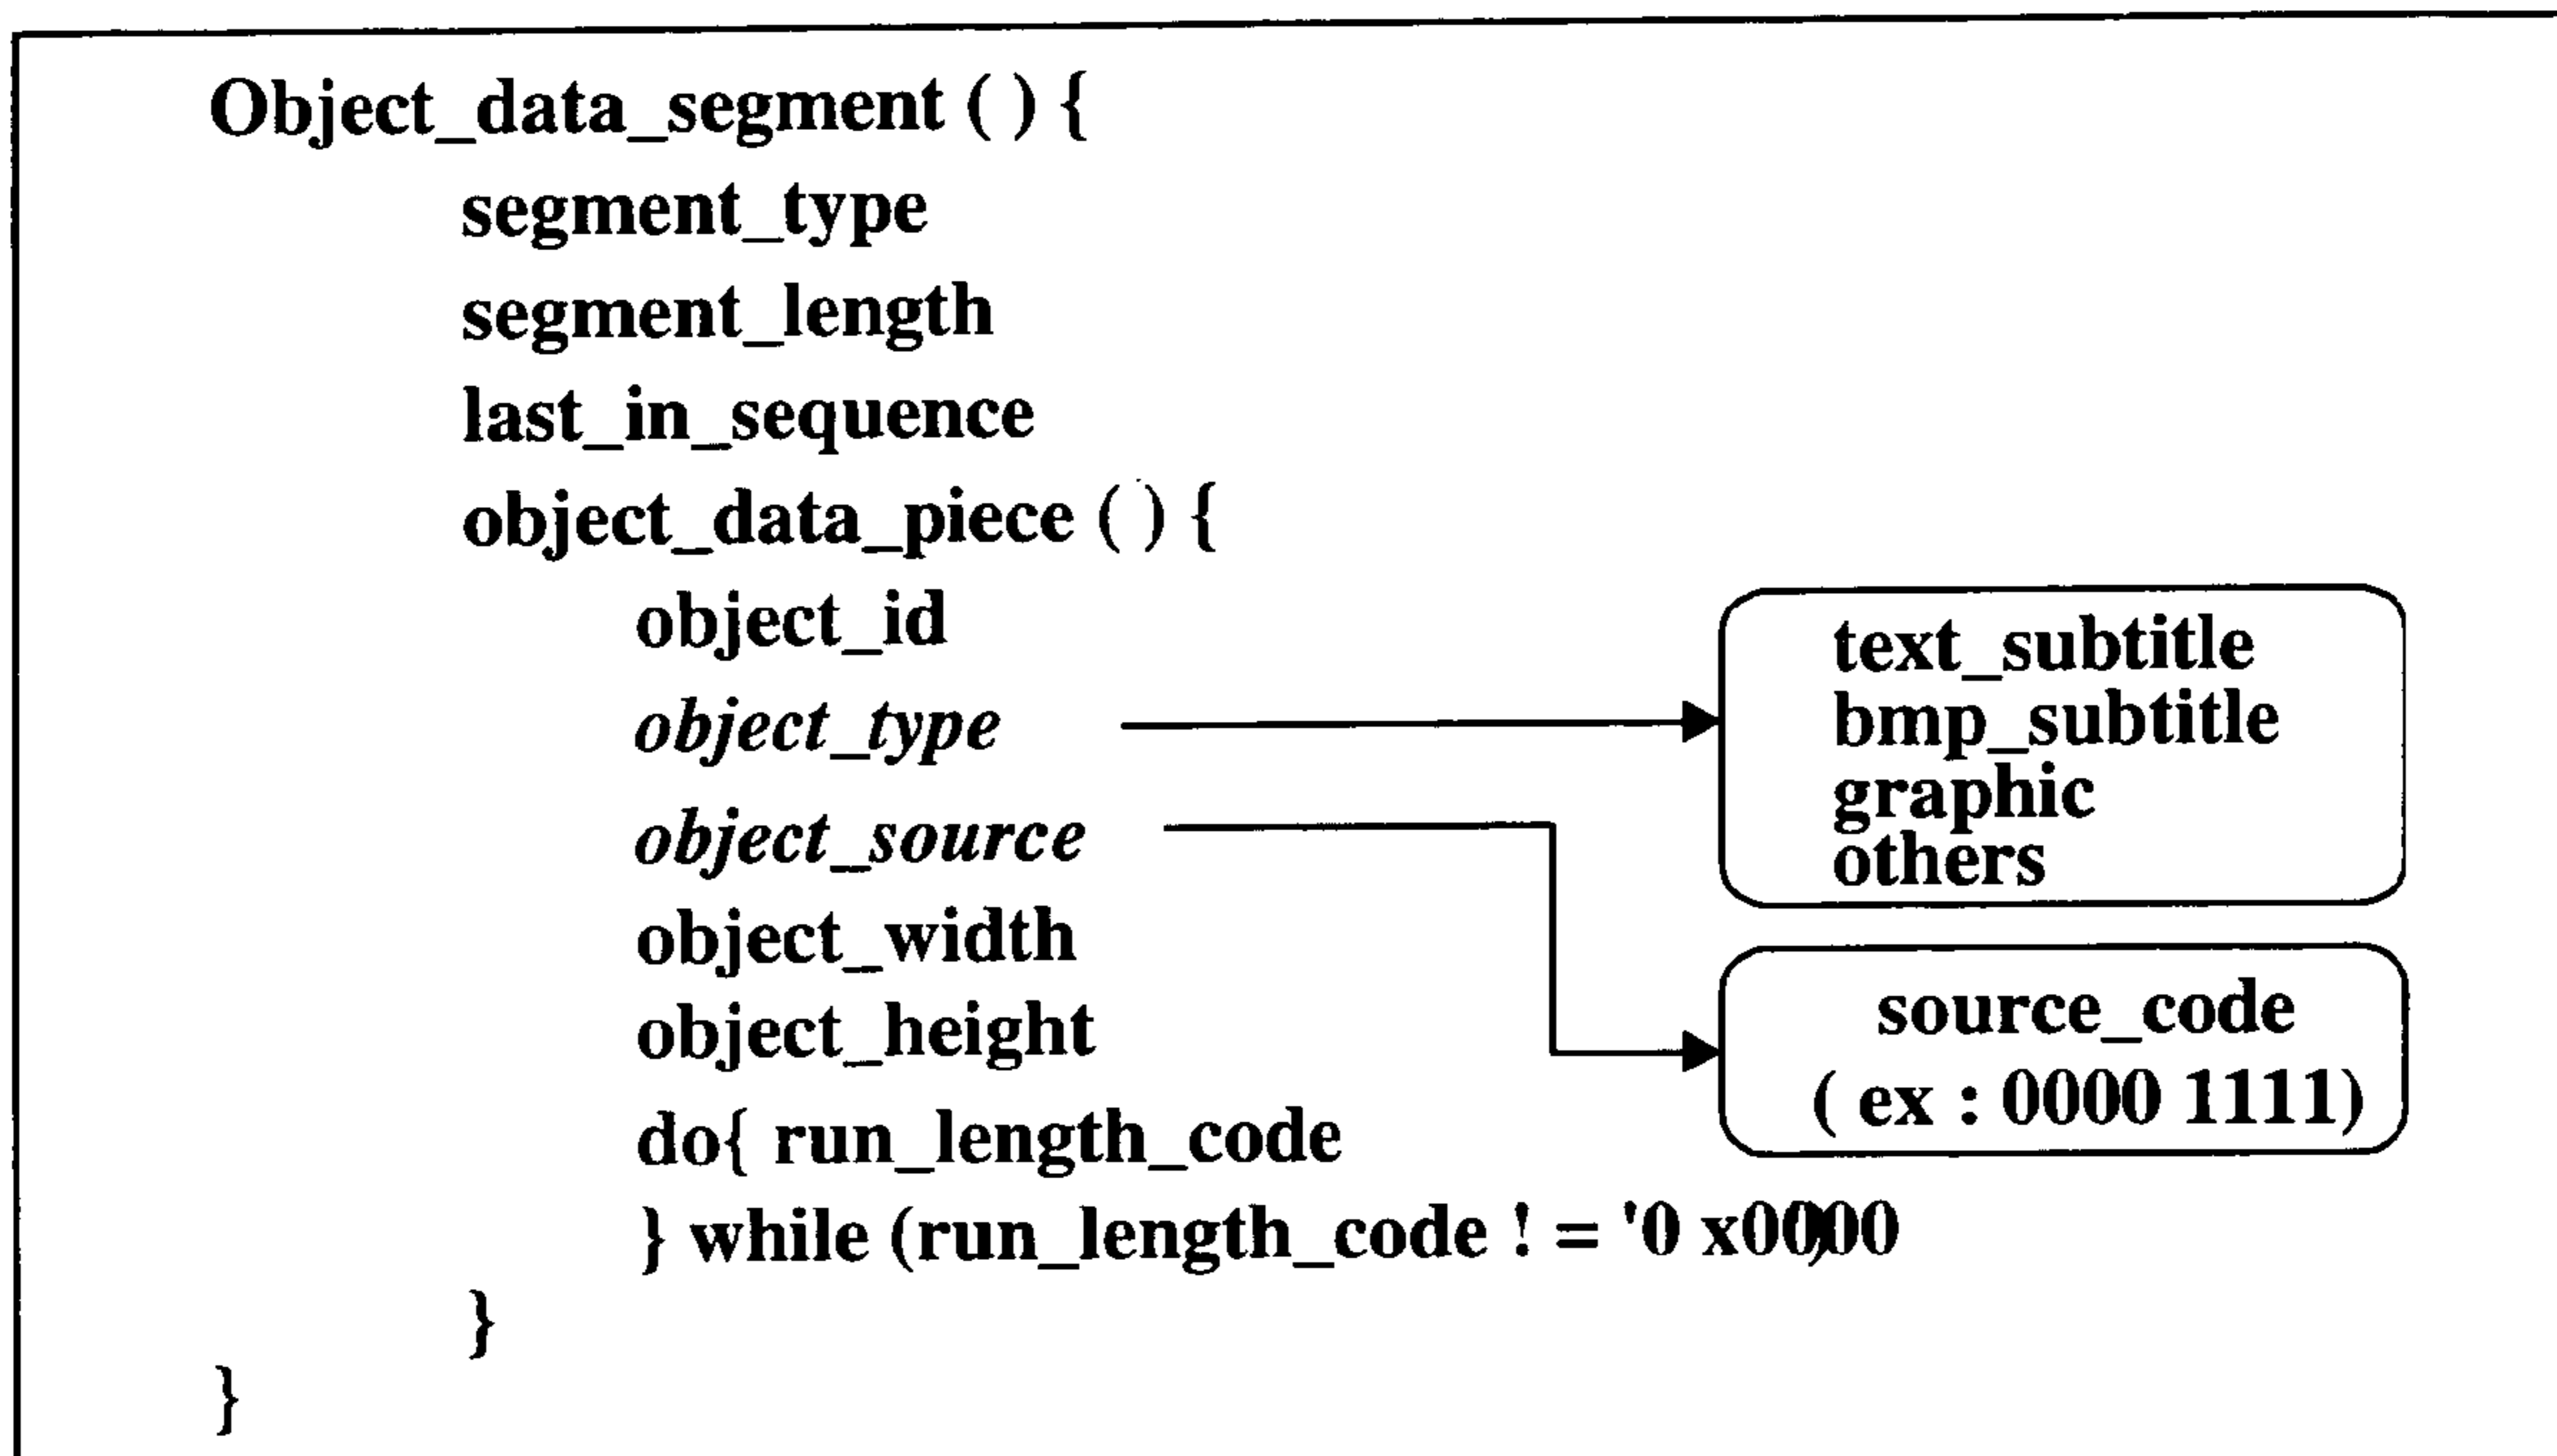 Object_data_segment ( ) {
segment_type
segment_length
last_in_sequence
object_data_piece ( ) {
object_id
object_type
object_source
object_width
object_height
do{ run_length_code
} while (run_length_code ! = '0 x0000)
}
}
text_subtitle
bmp_subtitle
graphic
others
source_code
( ex : 0000 1111)